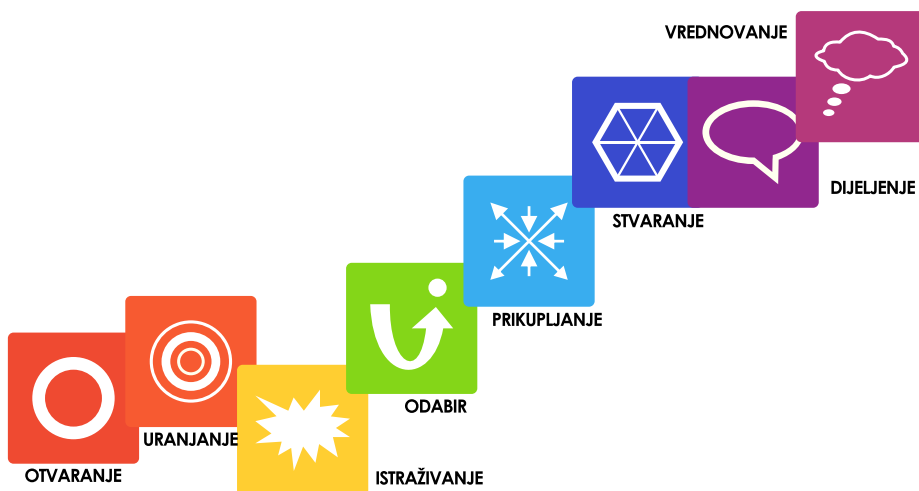 OTVARANJE
URANJANJE
ISTRAŽIVANJE
ODABIR
PRIKUPLJANJE
STVARANJE
DIJELJENJE
VREDNOVANJE